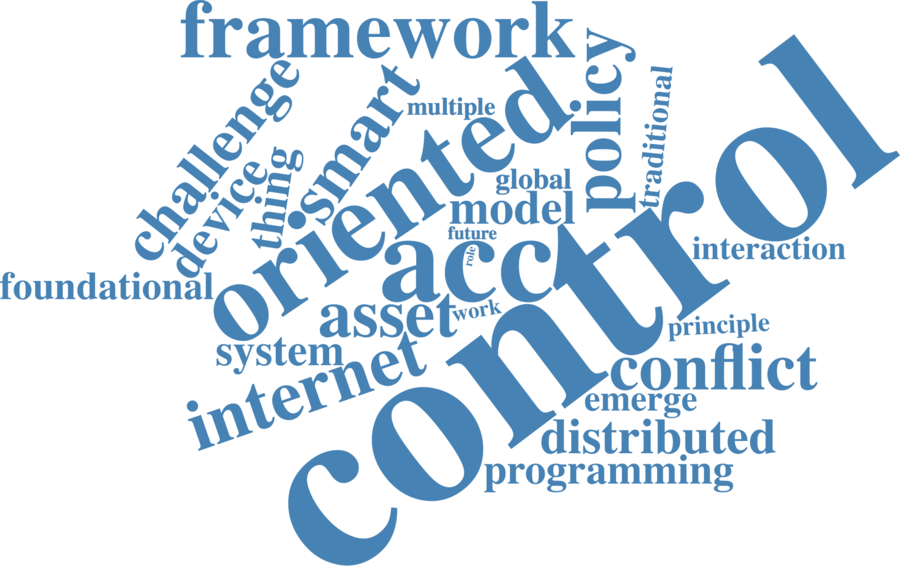 framework
challenge
smart
multiple
policy
traditional
device
thing
oriented
global
model
future
role
acc
control
interaction
foundational
asset
work
system
internet
principle
conflict
emerge
distributed
programming